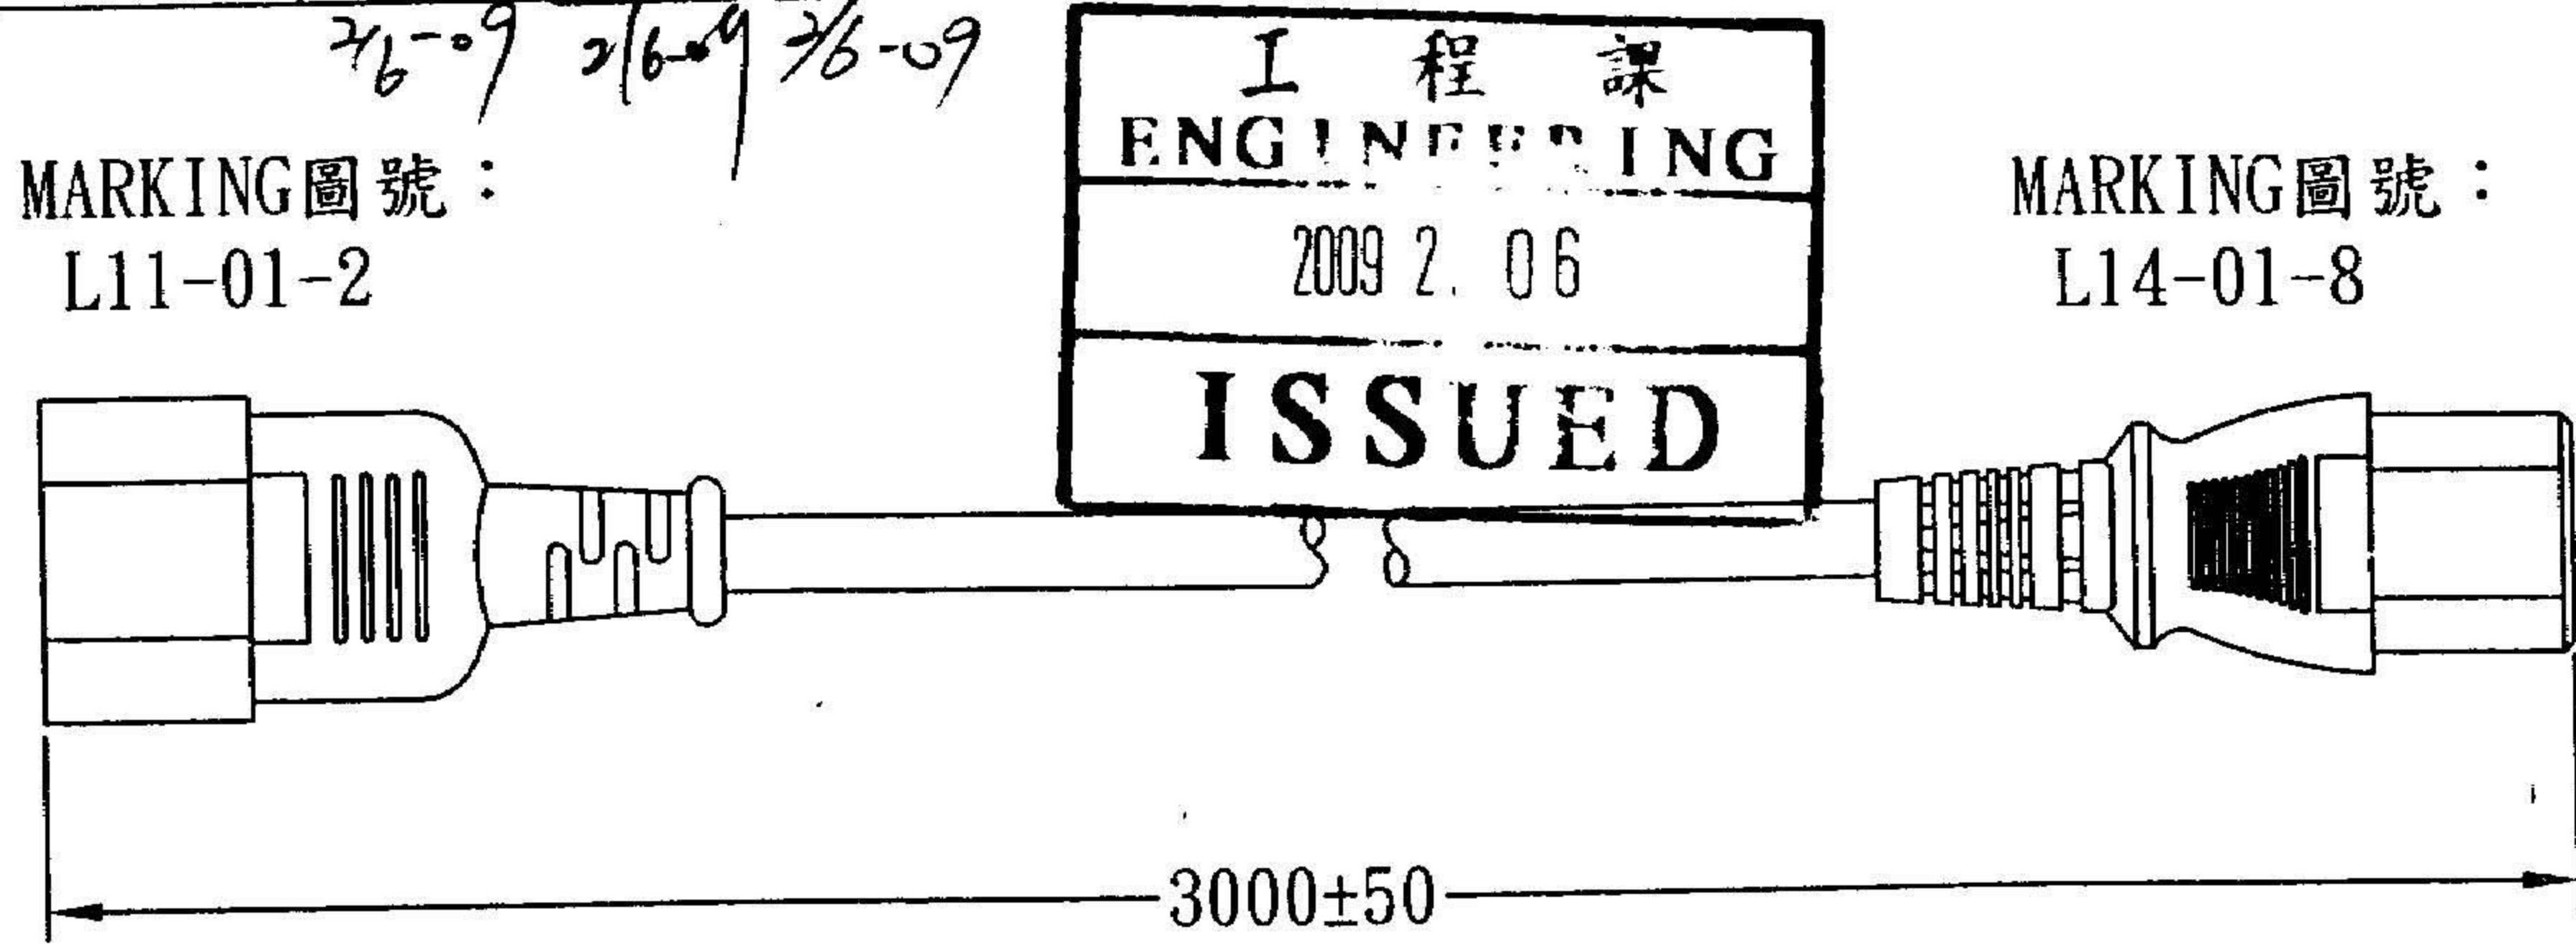 2/6-09 2/6-09 2/6-09
工程課
ENGINEERING
2009 2. 06
ISSUED
MARKING圖號：
L11-01-2
MARKING圖號：
L14-01-8
3000±50